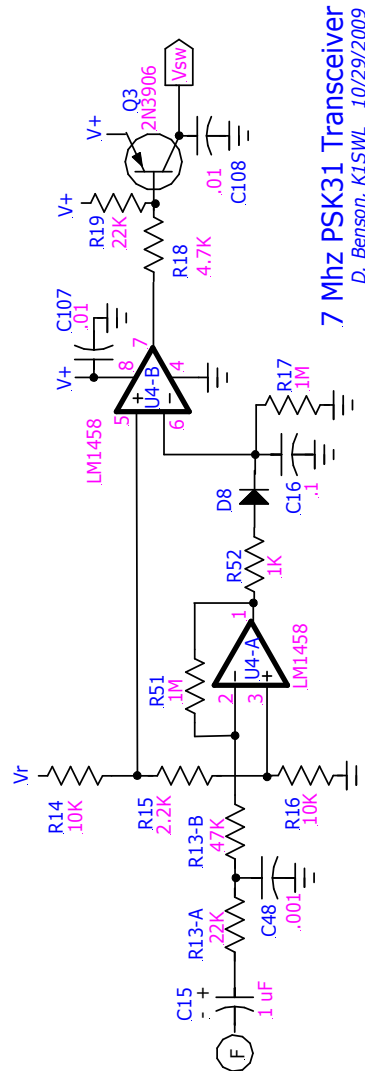 F
C15
- +
1 uF
R13-A
22K
C48
.001
R13-B
47K
Vr
R14
10K
R15
2.2K
R16
10K
R51
1M
2
3
-
+
U4-A
1
LM1458
R52
1K
D8
C16
.1
R17
1M
LM1458
5
6
+
-
U4-B
8
4
7
V+
C107
.01
R18
4.7K
V+
R19
22K
V+
Q3
2N3906
.01
C108
Vsw
7 Mhz PSK31 Transceiver
D. Benson, K1SWL 10/29/2009